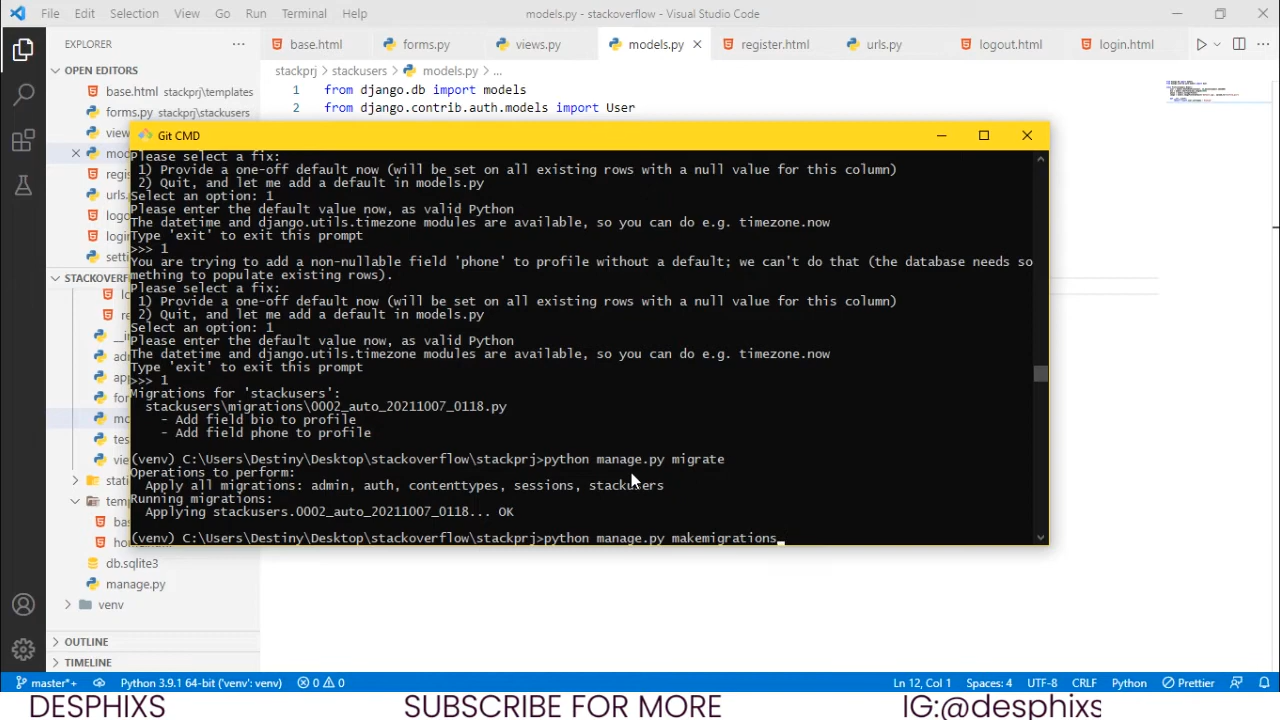 File Edit Selection View Go Run Terminal Help
models.py - stackoverflow - Visual Studio Code
EXPLORER
base.html forms.py views.py models.py register.html urls.py logout.html login.html
OPEN EDITORS
stackprj > stackusers > models.py > ...
base.html stackprj\templates
forms.py stackprj\stackusers
1 from django.db import models
2 from django.contrib.auth.models import User
Git CMD
Please select a fix:
1) Provide a one-off default now (will be set on all existing rows with a null value for this column)
2) Quit, and let me add a default in models.py
Select an option: 1
Please enter the default value now, as valid Python
The datetime and django.utils.timezone modules are available, so you can do e.g. timezone.now
Type 'exit' to exit this prompt
>>> 1
You are trying to add a non-nullable field 'phone' to profile without a default; we can't do that (the database needs so
mething to populate existing rows).
Please select a fix:
1) Provide a one-off default now (will be set on all existing rows with a null value for this column)
2) Quit, and let me add a default in models.py
Select an option: 1
Please enter the default value now, as valid Python
The datetime and django.utils.timezone modules are available, so you can do e.g. timezone.now
Type 'exit' to exit this prompt
>>> 1
Migrations for 'stackusers':
stackusers\migrations\0002_auto_20211007_0118.py
- Add field bio to profile
- Add field phone to profile
(venv) C:\Users\Destiny\Desktop\stackoverflow\stackprj>python manage.py migrate
Operations to perform:
Apply all migrations: admin, auth, contenttypes, sessions, stackusers
Running migrations:
Applying stackusers.0002_auto_20211007_0118... OK
(venv) C:\Users\Destiny\Desktop\stackoverflow\stackprj>python manage.py makemigrations
db.sqlite3
manage.py
venv
OUTLINE
TIMELINE
master*+ Python 3.9.1 64-bit ('venv': venv) 0 0 Ln 12, Col 1 Spaces: 4 UTF-8 CRLF Python Prettier
DESPHIXS SUBSCRIBE FOR MORE IG:@desphixs